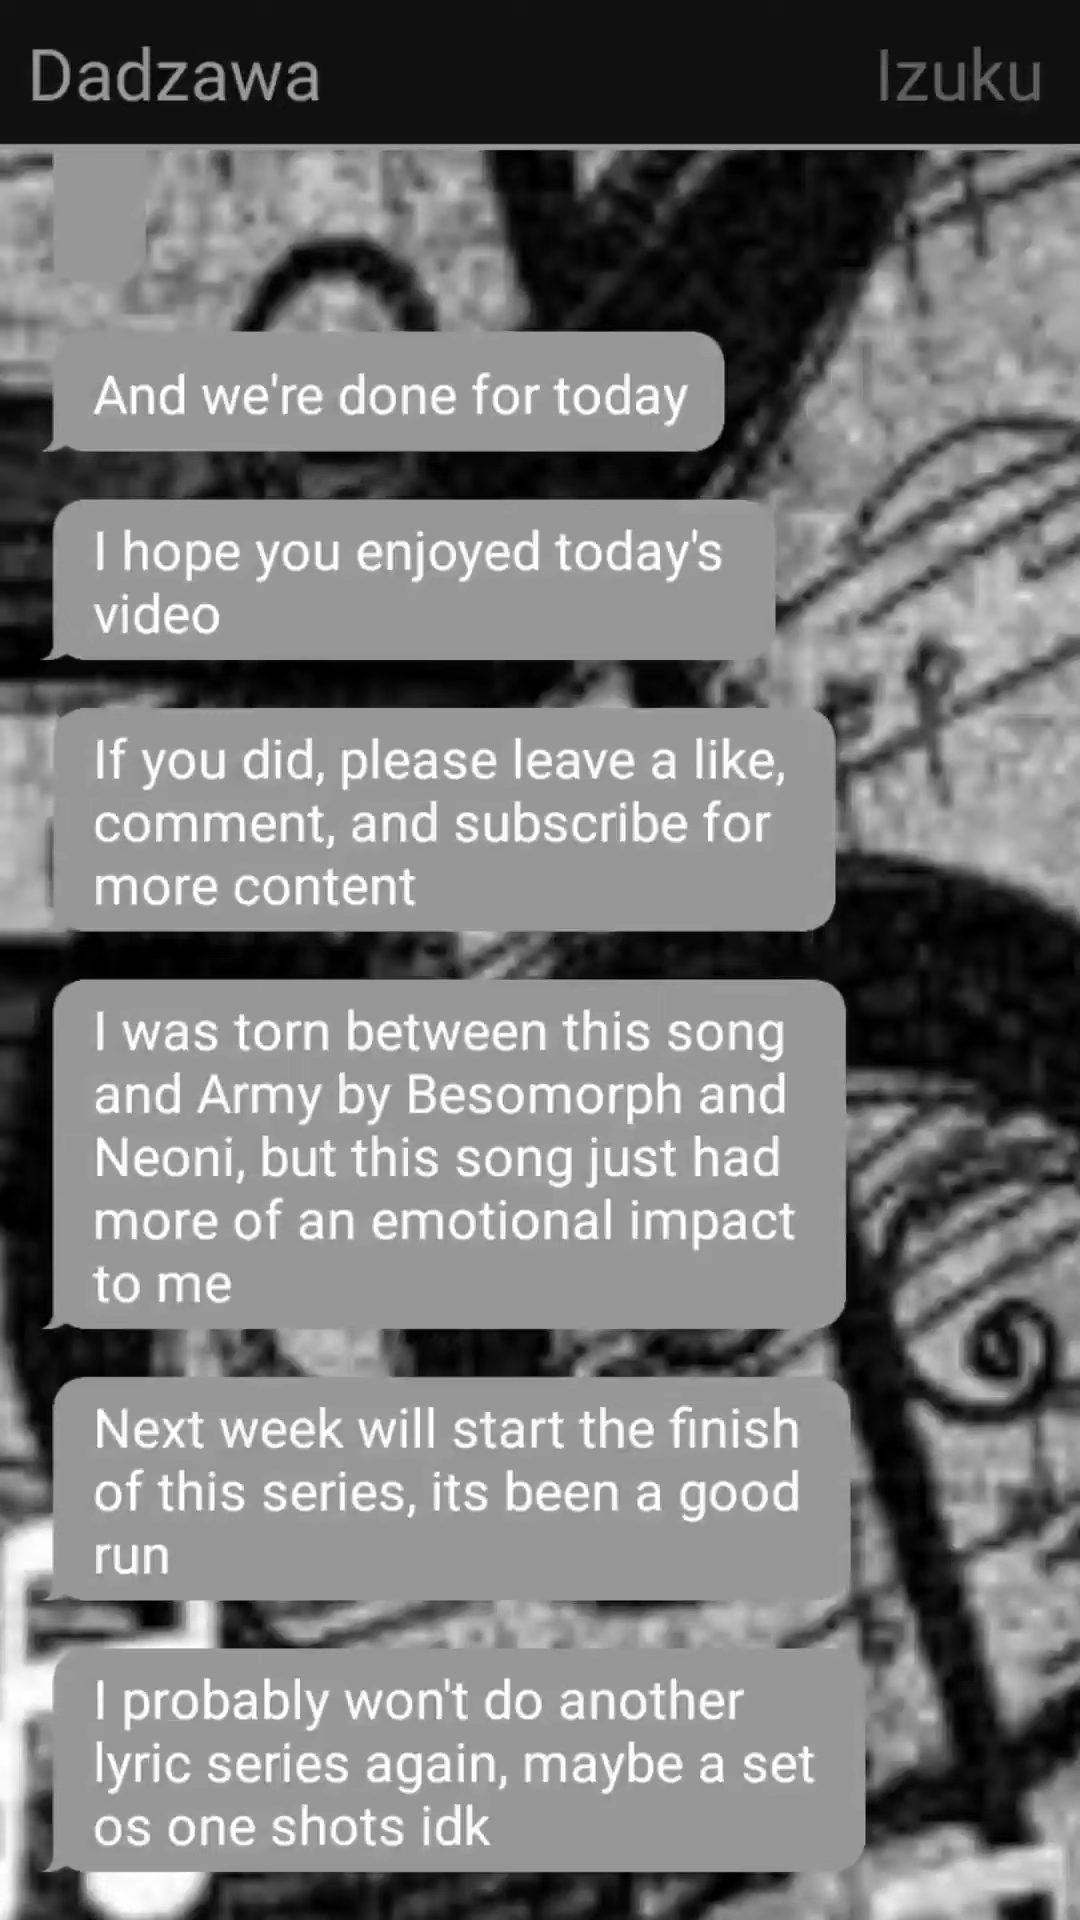 Dadzawa
Izuku
And we're done for today
I hope you enjoyed today's
video
If you did, please leave a like,
comment, and subscribe for
more content
I was torn between this song
and Army by Besomorph and
Neoni, but this song just had
more of an emotional impact
to me
Next week will start the finish
of this series, its been a good
run
I probably won't do another
lyric series again, maybe a set
os one shots idk